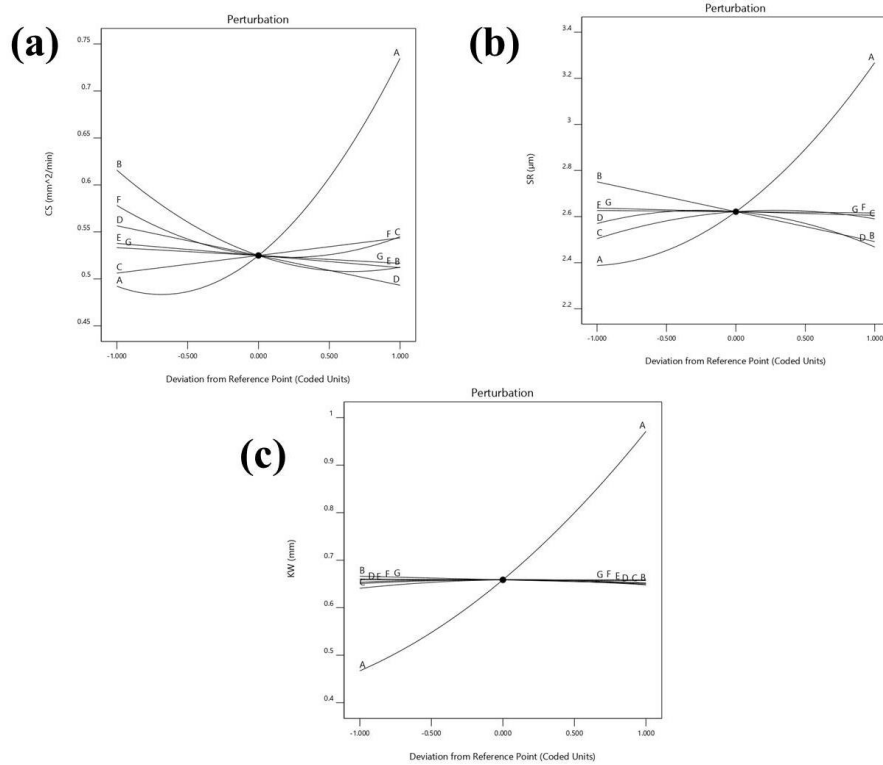 (a)
Perturbation
CS (mm^2/min)
0.75
0.7
0.65
0.6
0.55
0.5
0.45
A
B
F
D
E
G
C
A
F C
G
E B
D
-1.000 -0.500 0.000 0.500 1.000
Deviation from Reference Point (Coded Units)
(b)
Perturbation
SR (µm)
3.4
3.2
3
2.8
2.6
2.4
2.2
A
B
G
D
C
A
G F
C
D B
-1.000 -0.500 0.000 0.500 1.000
Deviation from Reference Point (Coded Units)
(c)
Perturbation
KW (mm)
1
0.9
0.8
0.7
0.6
0.5
0.4
A
B
D E F G
A
G F E D C B
-1.000 -0.500 0.000 0.500 1.000
Deviation from Reference Point (Coded Units)